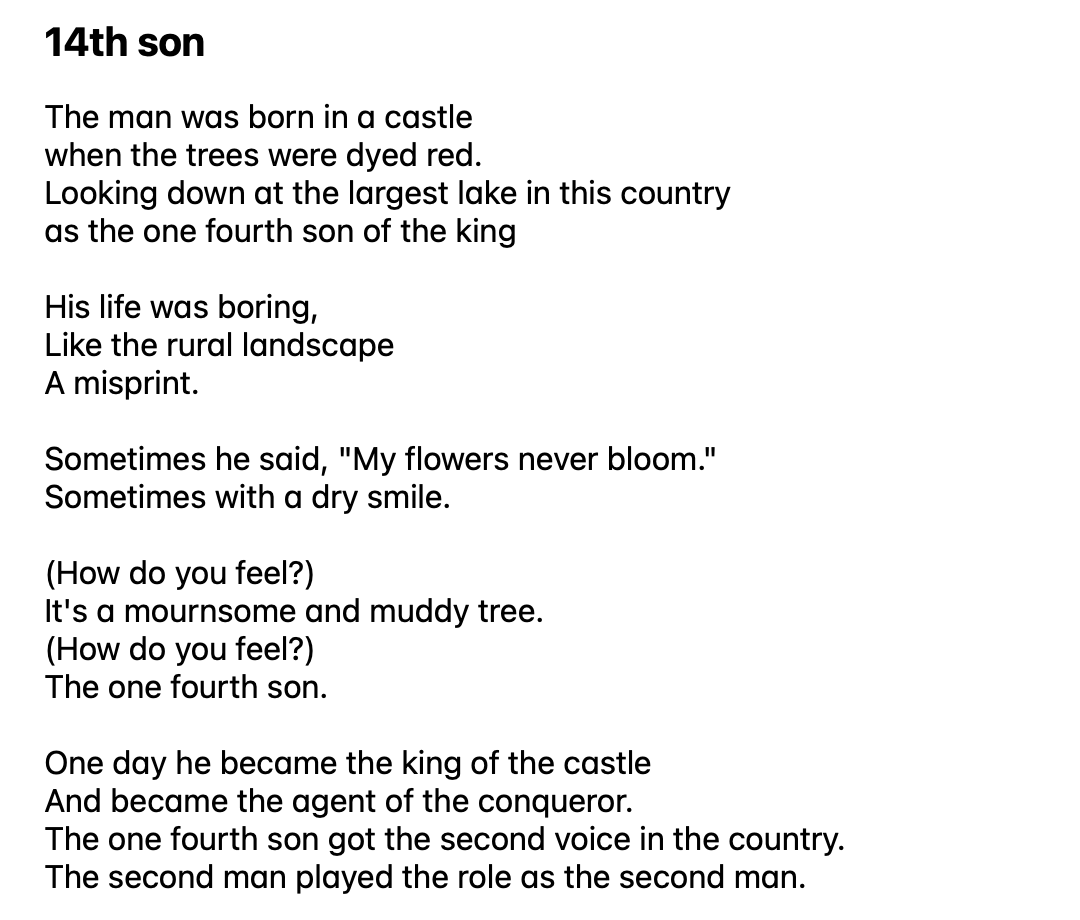 14th son
The man was born in a castle
when the trees were dyed red.
Looking down at the largest lake in this country
as the one fourth son of the king
His life was boring,
Like the rural landscape
A misprint.
Sometimes he said, "My flowers never bloom."
Sometimes with a dry smile.
(How do you feel?)
It's a mournsome and muddy tree.
(How do you feel?)
The one fourth son.
One day he became the king of the castle
And became the agent of the conqueror.
The one fourth son got the second voice in the country.
The second man played the role as the second man.